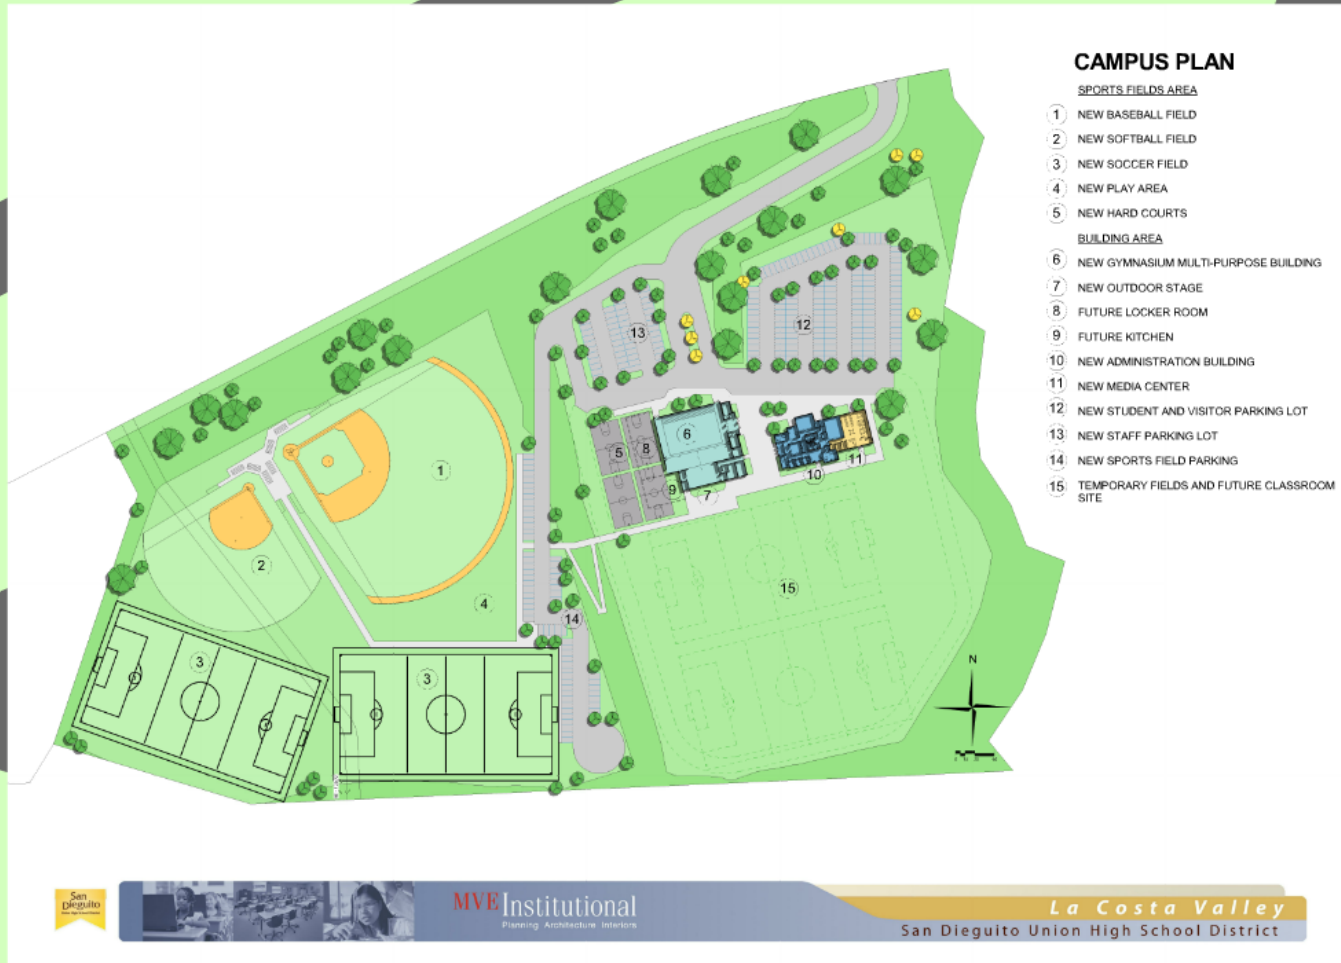 CAMPUS PLAN
SPORTS FIELDS AREA
1 NEW BASEBALL FIELD
2 NEW SOFTBALL FIELD
3 NEW SOCCER FIELD
4 NEW PLAY AREA
5 NEW HARD COURTS
BUILDING AREA
6 NEW GYMNASIUM MULTI-PURPOSE BUILDING
7 NEW OUTDOOR STAGE
8 FUTURE LOCKER ROOM
9 FUTURE KITCHEN
10 NEW ADMINISTRATION BUILDING
11 NEW MEDIA CENTER
12 NEW STUDENT AND VISITOR PARKING LOT
13 NEW STAFF PARKING LOT
14 NEW SPORTS FIELD PARKING
15 TEMPORARY FIELDS AND FUTURE CLASSROOM
SITE
12
13
6
5
8
1
11
10
9
7
2
15
4
14
3
3
N
San
Dieguito
MVE Institutional
Planning Architecture Interiors
La Costa Valley
San Dieguito Union High School District